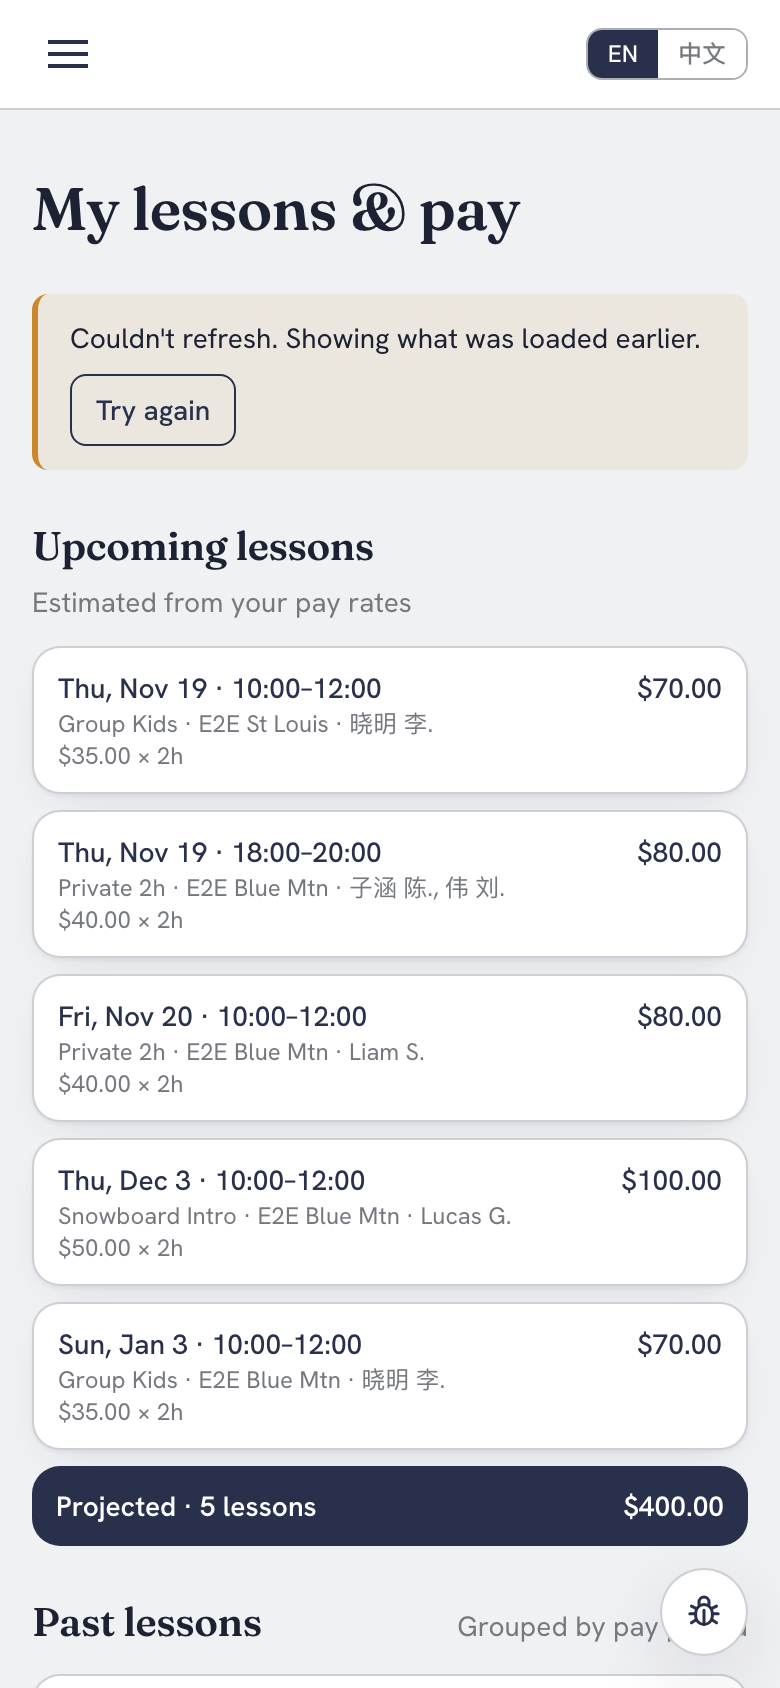 EN 中文
My lessons & pay
Couldn't refresh. Showing what was loaded earlier.
Try again
Upcoming lessons
Estimated from your pay rates
Thu, Nov 19 · 10:00–12:00 $70.00
Group Kids · E2E St Louis · 晓明 李.
$35.00 × 2h
Thu, Nov 19 · 18:00–20:00 $80.00
Private 2h · E2E Blue Mtn · 子涵 陈., 伟 刘.
$40.00 × 2h
Fri, Nov 20 · 10:00–12:00 $80.00
Private 2h · E2E Blue Mtn · Liam S.
$40.00 × 2h
Thu, Dec 3 · 10:00–12:00 $100.00
Snowboard Intro · E2E Blue Mtn · Lucas G.
$50.00 × 2h
Sun, Jan 3 · 10:00–12:00 $70.00
Group Kids · E2E Blue Mtn · 晓明 李.
$35.00 × 2h
Projected · 5 lessons $400.00
Past lessons Grouped by pay